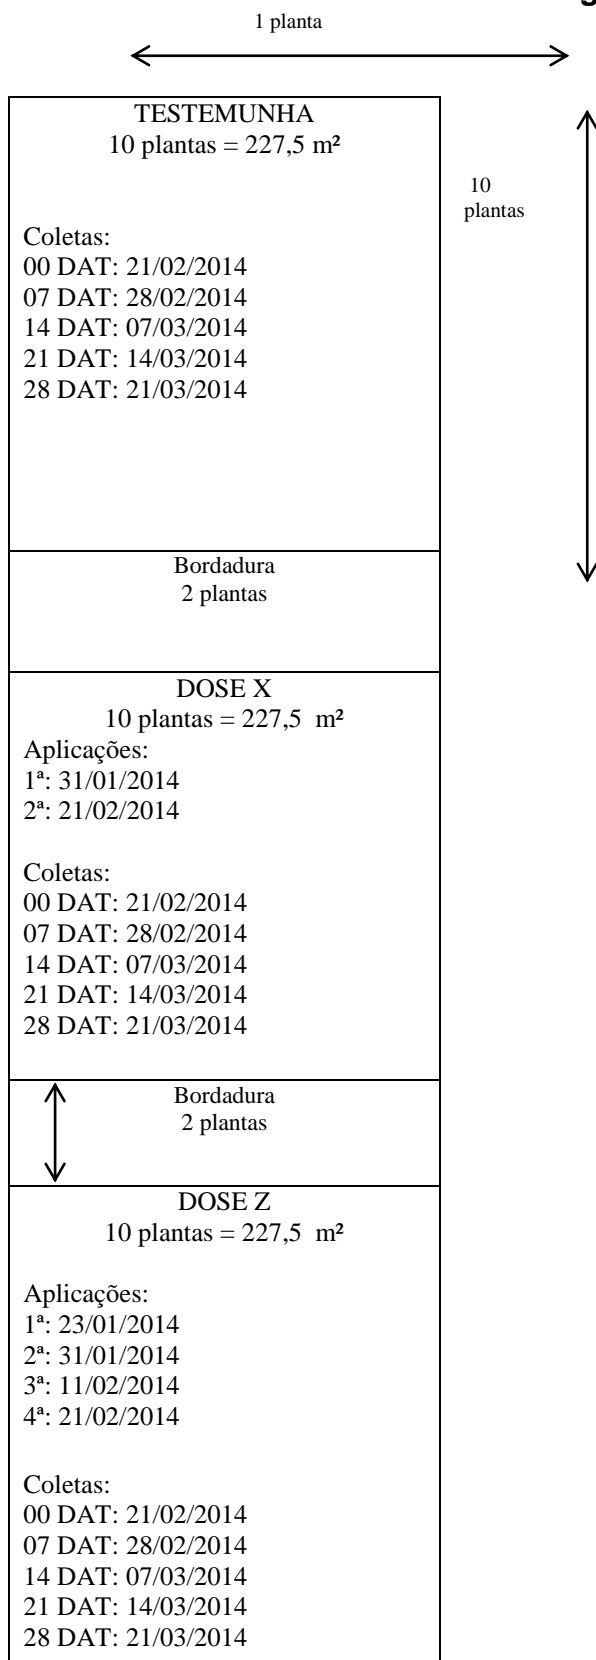 1 planta
TESTEMUNHA
10 plantas = 227,5 m²
10
plantas
Coletas:
00 DAT: 21/02/2014
07 DAT: 28/02/2014
14 DAT: 07/03/2014
21 DAT: 14/03/2014
28 DAT: 21/03/2014
Bordadura
2 plantas
DOSE X
10 plantas = 227,5 m²
Aplicações:
1ª: 31/01/2014
2ª: 21/02/2014
Coletas:
00 DAT: 21/02/2014
07 DAT: 28/02/2014
14 DAT: 07/03/2014
21 DAT: 14/03/2014
28 DAT: 21/03/2014
Bordadura
2 plantas
DOSE Z
10 plantas = 227,5 m²
Aplicações:
1ª: 23/01/2014
2ª: 31/01/2014
3ª: 11/02/2014
4ª: 21/02/2014
Coletas:
00 DAT: 21/02/2014
07 DAT: 28/02/2014
14 DAT: 07/03/2014
21 DAT: 14/03/2014
28 DAT: 21/03/2014